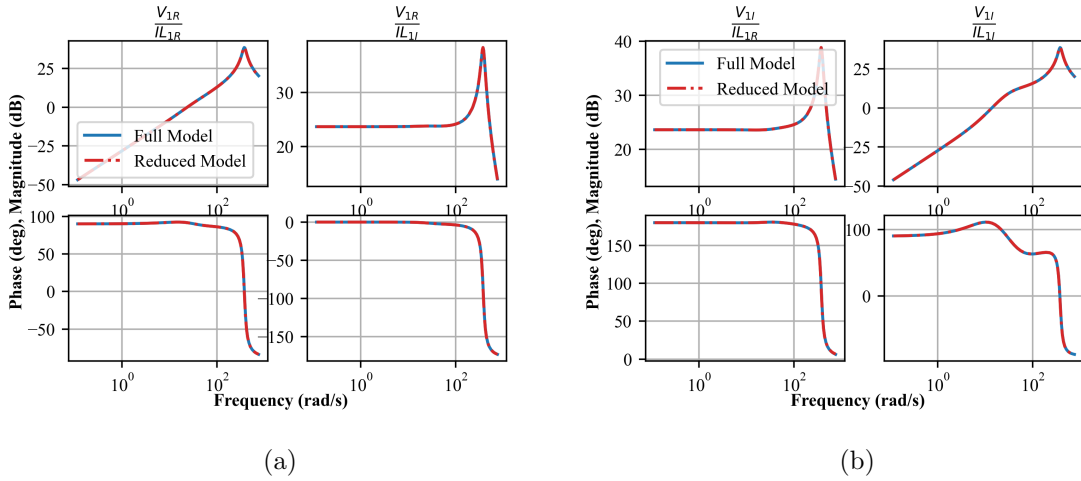 V1R
IL1R
V1R
IL1I
V1I
IL1R
V1I
IL1I
Phase (deg), Magnitude (dB)
25
0
−25
−50
30
20
Full Model
Reduced Model
10^0
10^2
10^0
10^2
100
50
0
−50
0
−50
−100
−150
10^0
10^2
10^0
10^2
Frequency (rad/s)
(a)
Phase (deg), Magnitude (dB)
40
30
20
Full Model
Reduced Model
25
0
−25
−50
10^0
10^2
10^0
10^2
150
100
50
0
100
0
10^0
10^2
10^0
10^2
Frequency (rad/s)
(b)